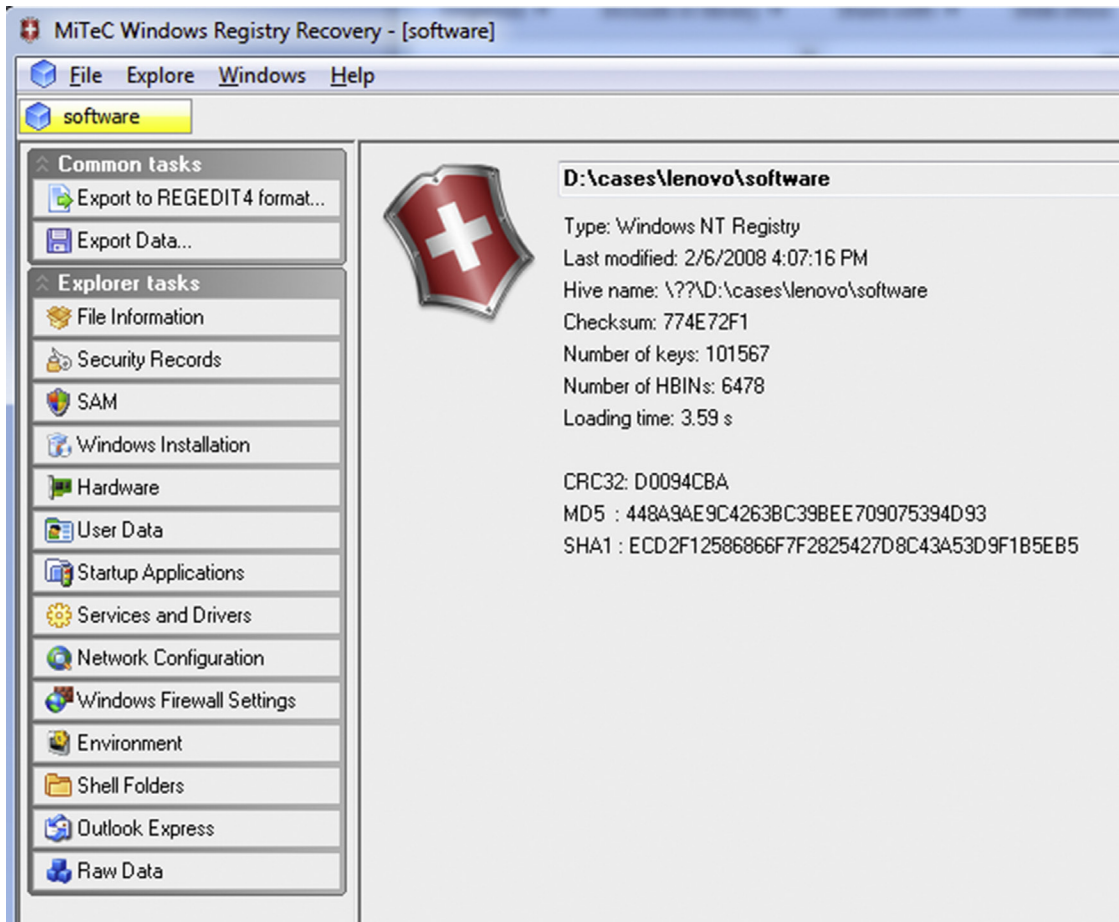 MiTeC Windows Registry Recovery - [software]
File Explore Windows Help
software
Common tasks
Export to REGEDIT4 format...
Export Data...
Explorer tasks
File Information
Security Records
SAM
Windows Installation
Hardware
User Data
Startup Applications
Services and Drivers
Network Configuration
Windows Firewall Settings
Environment
Shell Folders
Outlook Express
Raw Data
D:\cases\lenovo\software
Type: Windows NT Registry
Last modified: 2/6/2008 4:07:16 PM
Hive name: \??\D:\cases\lenovo\software
Checksum: 774E72F1
Number of keys: 101567
Number of HBINs: 6478
Loading time: 3.59 s
CRC32: D0094CBA
MD5 : 448A9AE9C4263BC39BEE709075394D93
SHA1 : ECD2F12586866F7F2825427D8C43A53D9F1B5EB5